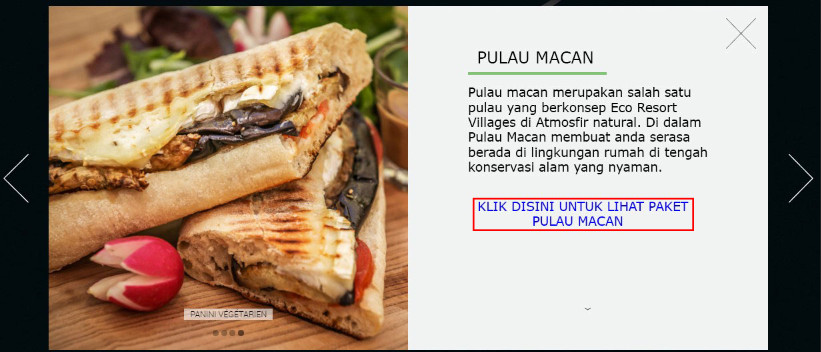 PULAU MACAN
Pulau macan merupakan salah satu
pulau yang berkonsep Eco Resort
Villages di Atmosfir natural. Di dalam
Pulau Macan membuat anda serasa
berada di lingkungan rumah di tengah
konservasi alam yang nyaman.
KLIK DISINI UNTUK LIHAT PAKET
PULAU MACAN
PANINI VÉGÉTARIEN